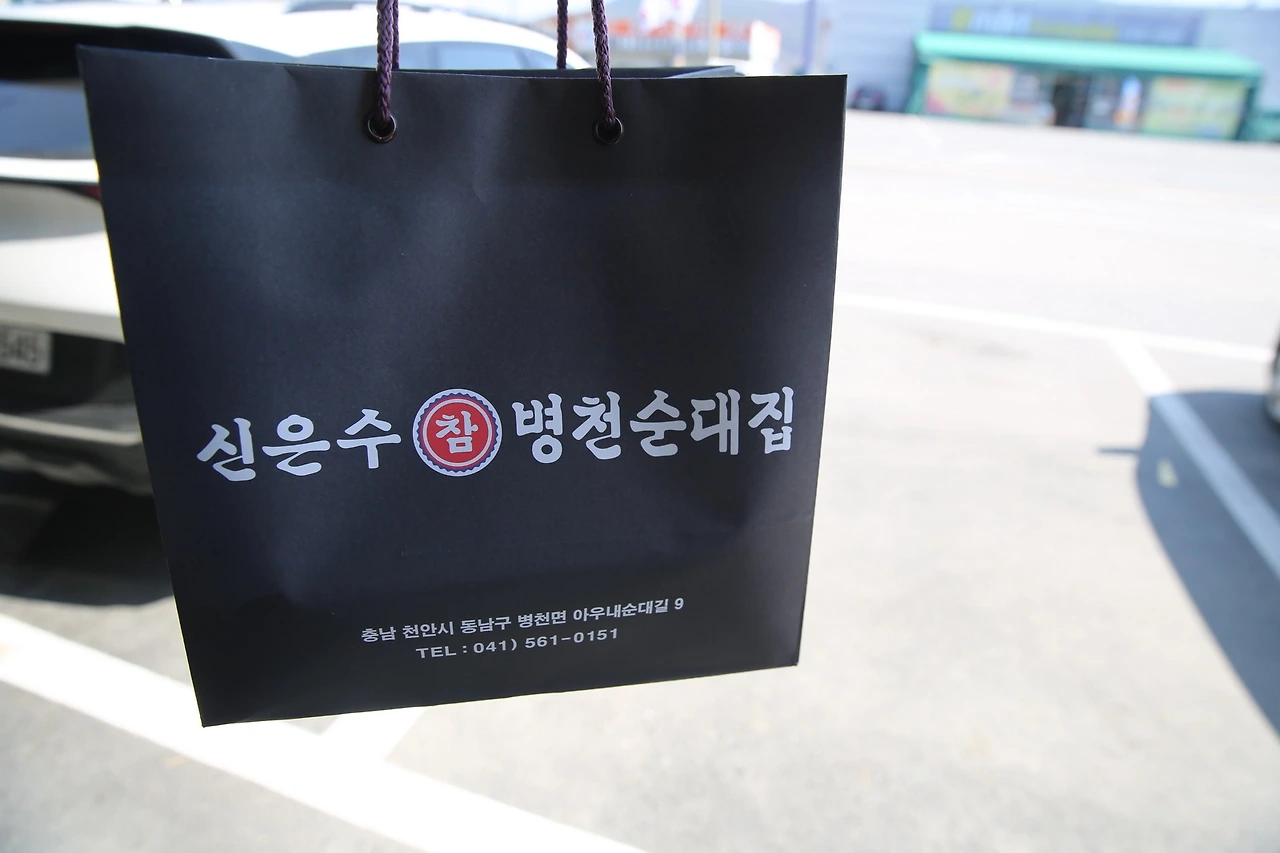 신은수 참 병천순대집
충남 천안시 동남구 병천면 아우내순대길 9
TEL : 041) 561-0151